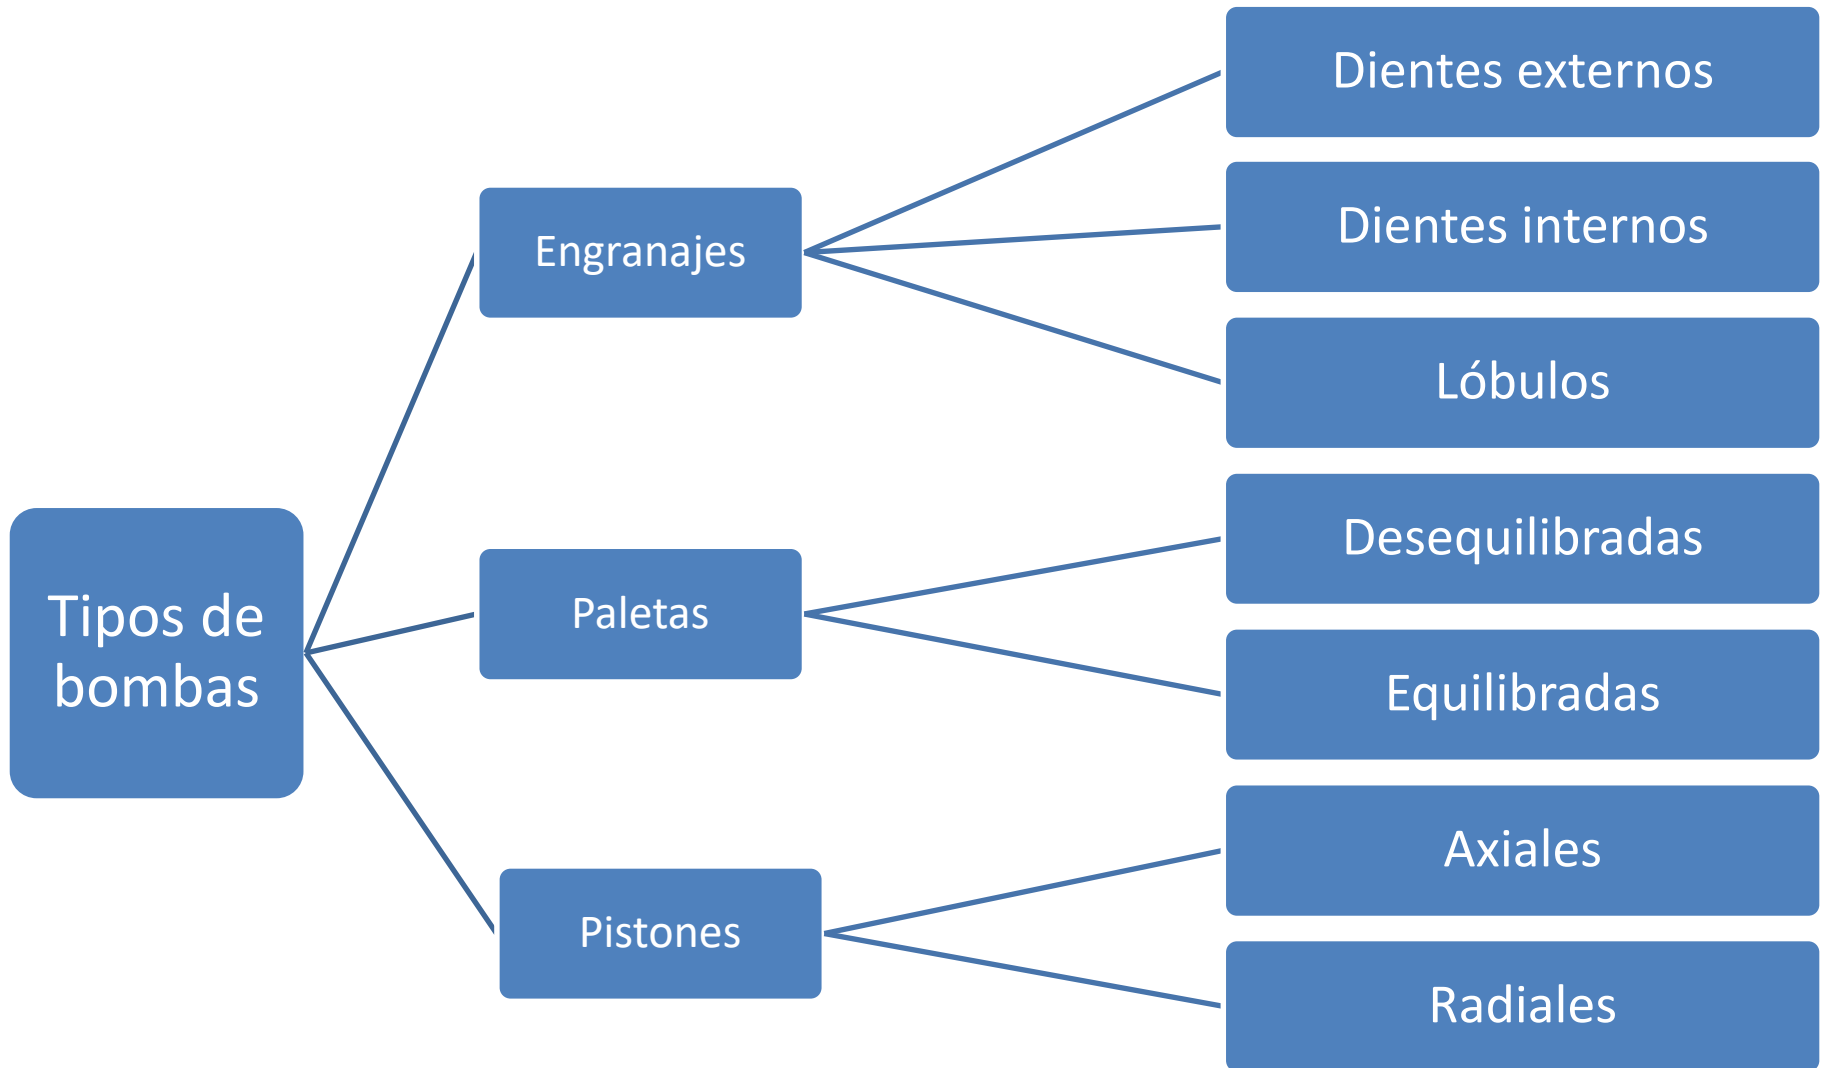 Tipos de
bombas
Engranajes
Dientes externos
Dientes internos
Lóbulos
Paletas
Desequilibradas
Equilibradas
Pistones
Axiales
Radiales